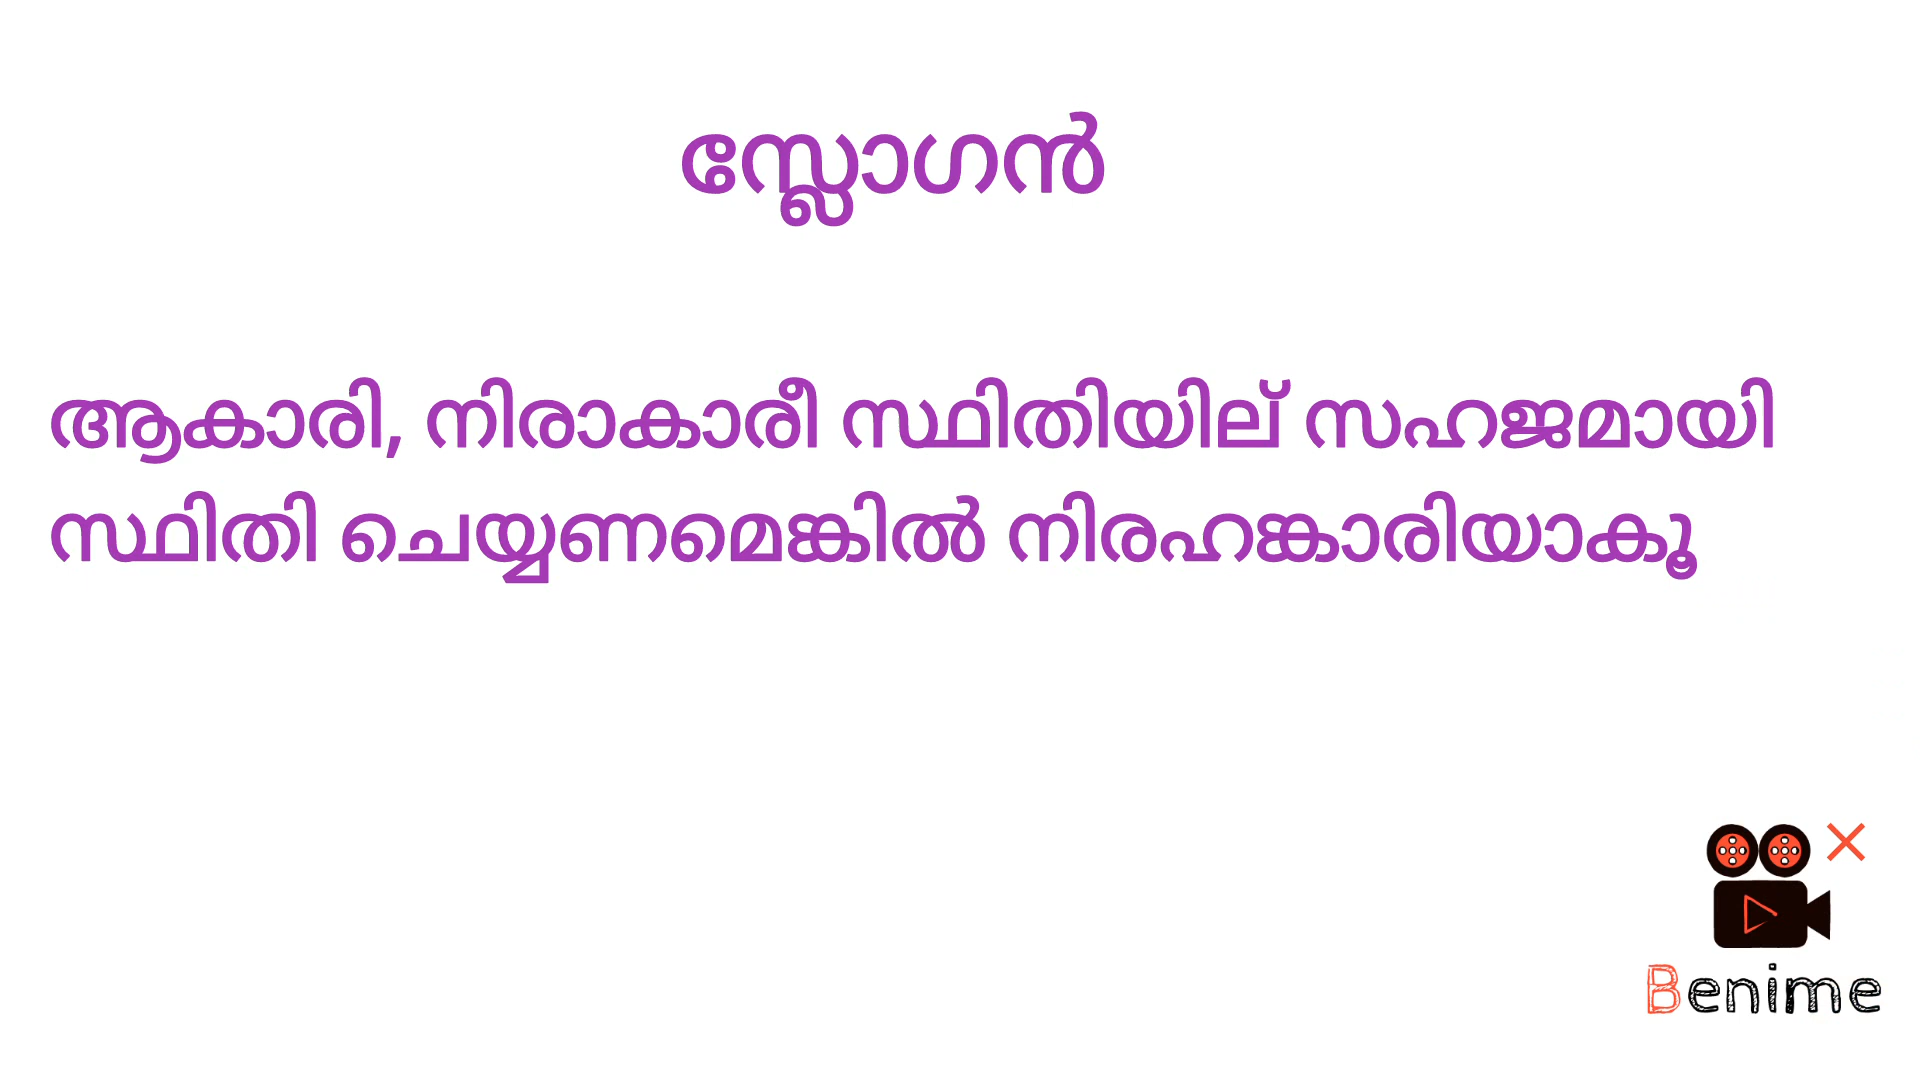 സ്ലോഗൻ
ആകാരി, നിരാകാരീ സ്ഥിതിയില് സഹജമായി
സ്ഥിതി ചെയ്യണമെങ്കിൽ നിരഹങ്കാരിയാകൂ
Benime